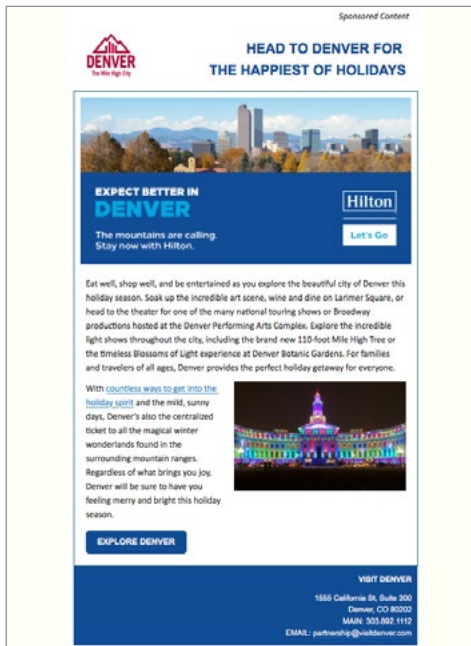 Sponsored Content
DENVER
The Mile High City
HEAD TO DENVER FOR
THE HAPPIEST OF HOLIDAYS
EXPECT BETTER IN
DENVER
The mountains are calling.
Stay now with Hilton.
Hilton
Let's Go
Eat well, shop well, and be entertained as you explore the beautiful city of Denver this
holiday season. Soak up the incredible art scene, wine and dine on Larimer Square, or
head to the theater for one of the many national touring shows or Broadway
productions hosted at the Denver Performing Arts Complex. Explore the incredible
light shows throughout the city, including the brand new 110-foot Mile High Tree or
the timeless Blossoms of Light experience at Denver Botanic Gardens. For families
and travelers of all ages, Denver provides the perfect holiday getaway for everyone.
With countless ways to get into the
holiday spirit and the mild, sunny
days, Denver's also the centralized
ticket to all the magical winter
wonderlands found in the
surrounding mountain ranges.
Regardless of what brings you joy,
Denver will be sure to have you
feeling merry and bright this holiday
season.
EXPLORE DENVER
VISIT DENVER
1555 California St, Suite 300
Denver, CO 80202
MAIN: 303.892.1112
EMAIL: partnership@visitdenver.com